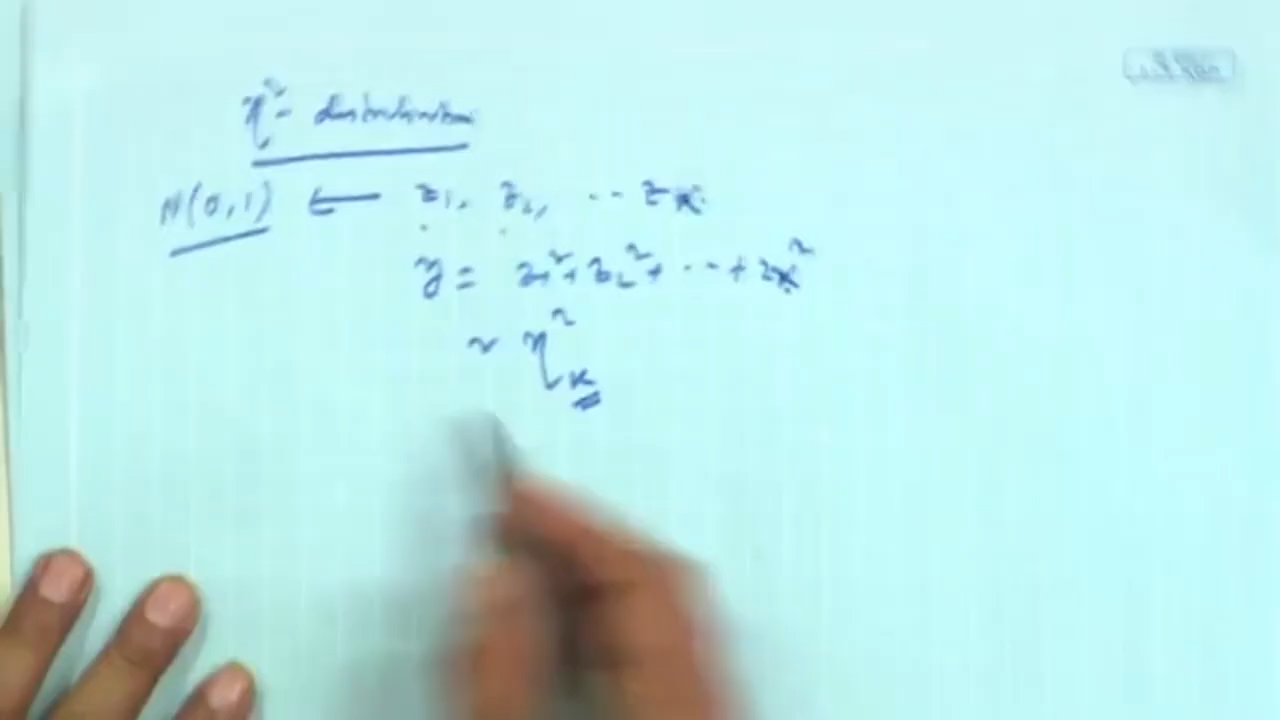 χ² - distribution
N(0,1) ← z₁, z₂, ... zₖ
y = z₁² + z₂² + ... + zₖ²
~ χ²ₖ